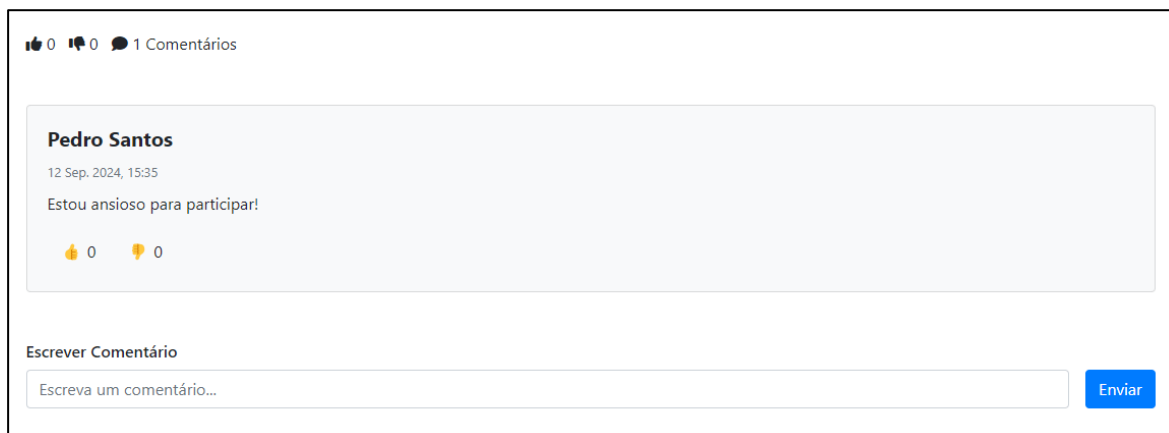 0 0 1 Comentários
Pedro Santos
12 Sep. 2024, 15:35
Estou ansioso para participar!
0 0
Escrever Comentário
Escreva um comentário...
Enviar